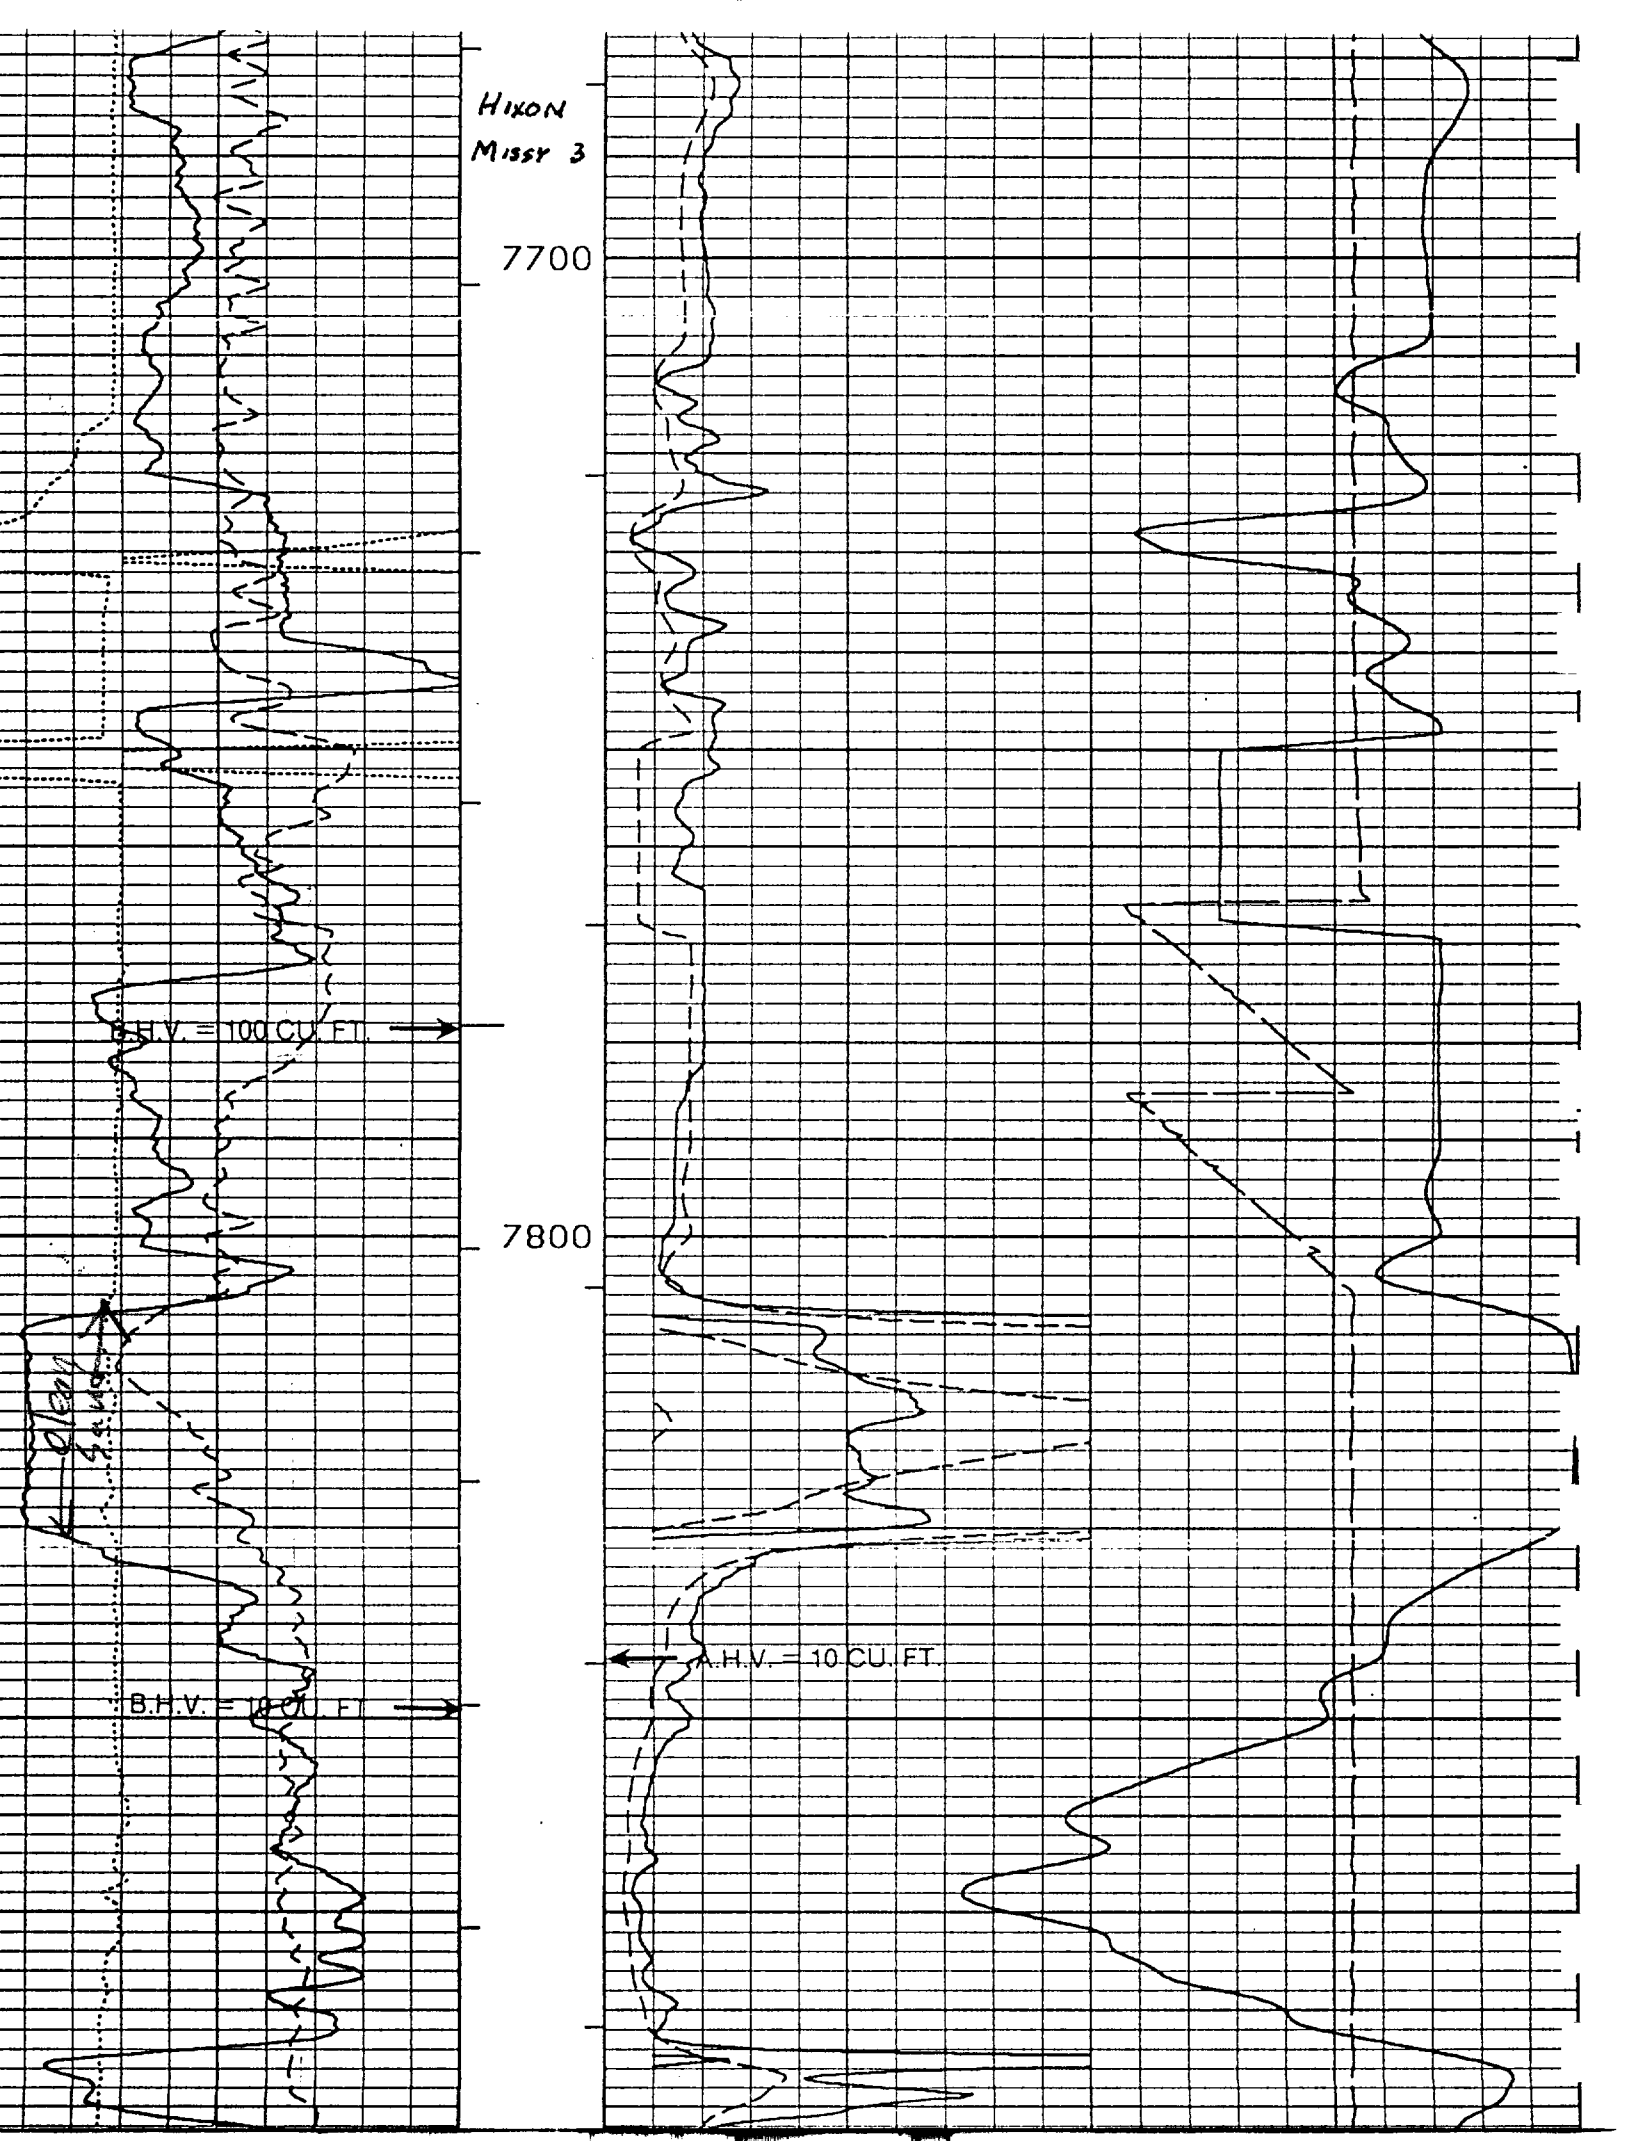 HIXON
MISSY 3
7700
B.H.V. = 100 CU. FT.
7800
clean
Sand
A.H.V. = 10 CU. FT.
B.H.V. = 10 CU. FT